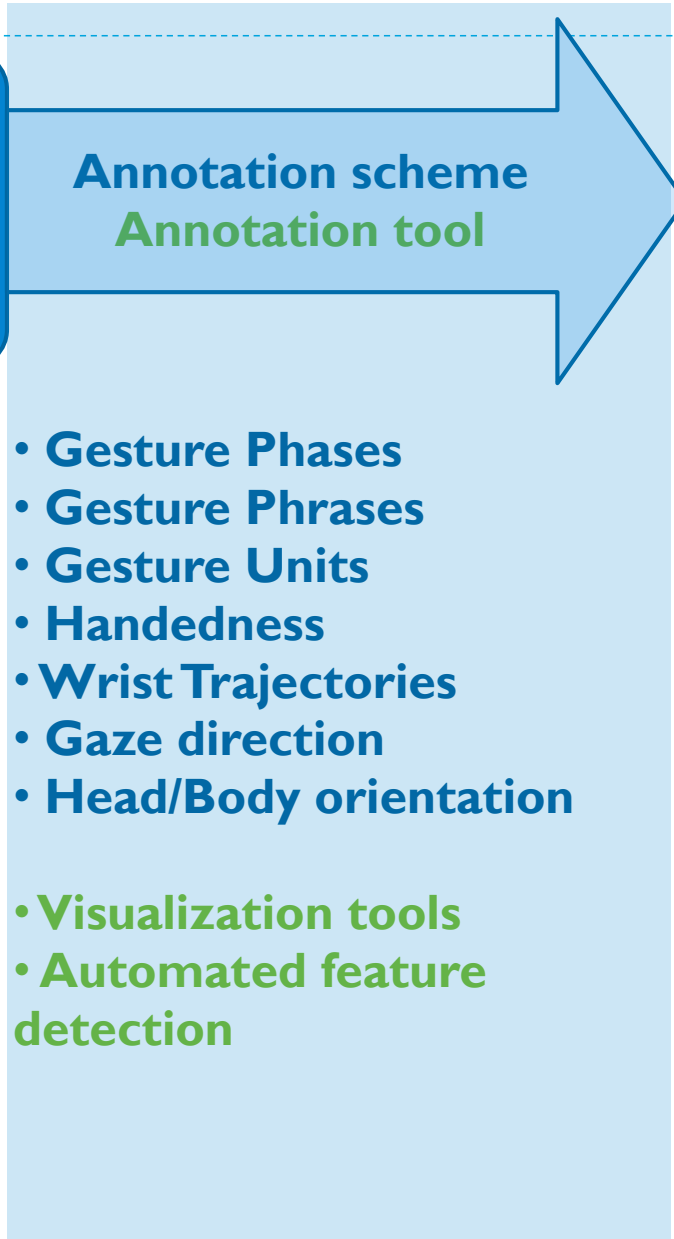 Annotation scheme
Annotation tool
• Gesture Phases
• Gesture Phrases
• Gesture Units
• Handedness
• Wrist Trajectories
• Gaze direction
• Head/Body orientation
• Visualization tools
• Automated feature
detection